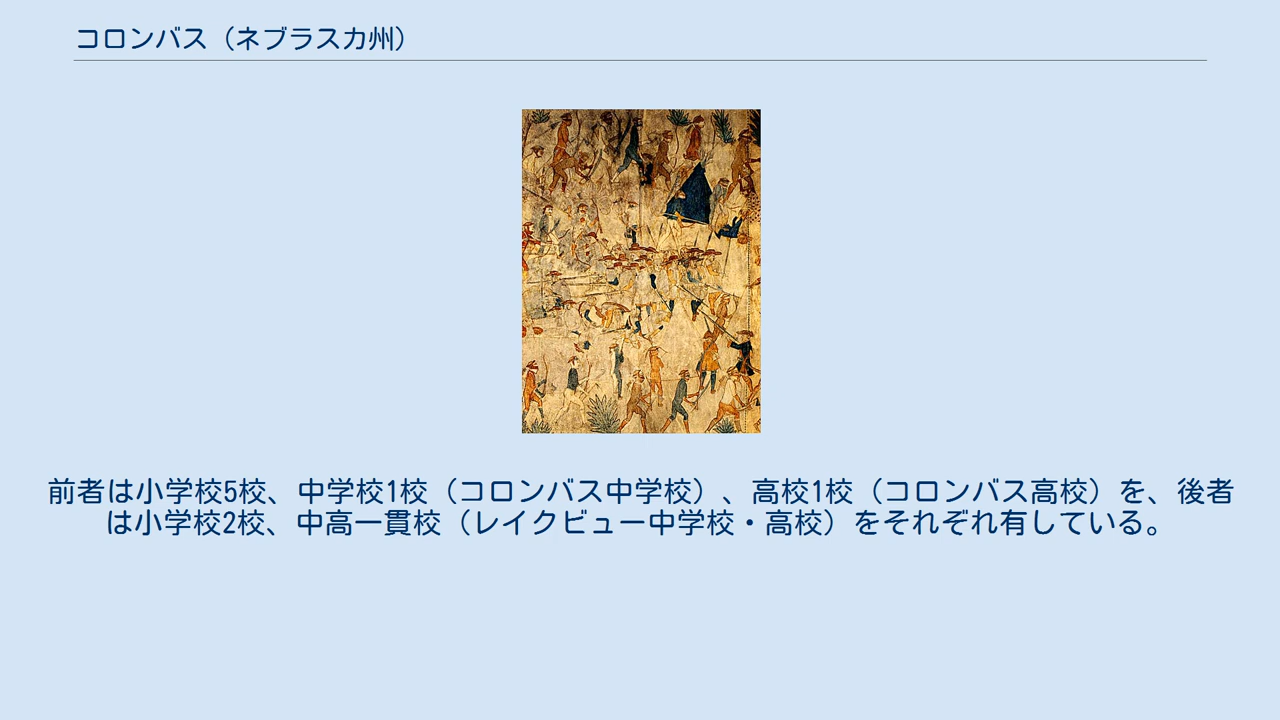 コロンバス（ネブラスカ州）
前者は小学校5校、中学校1校（コロンバス中学校）、高校1校（コロンバス高校）を、後者
は小学校2校、中高一貫校（レイクビュー中学校・高校）をそれぞれ有している。